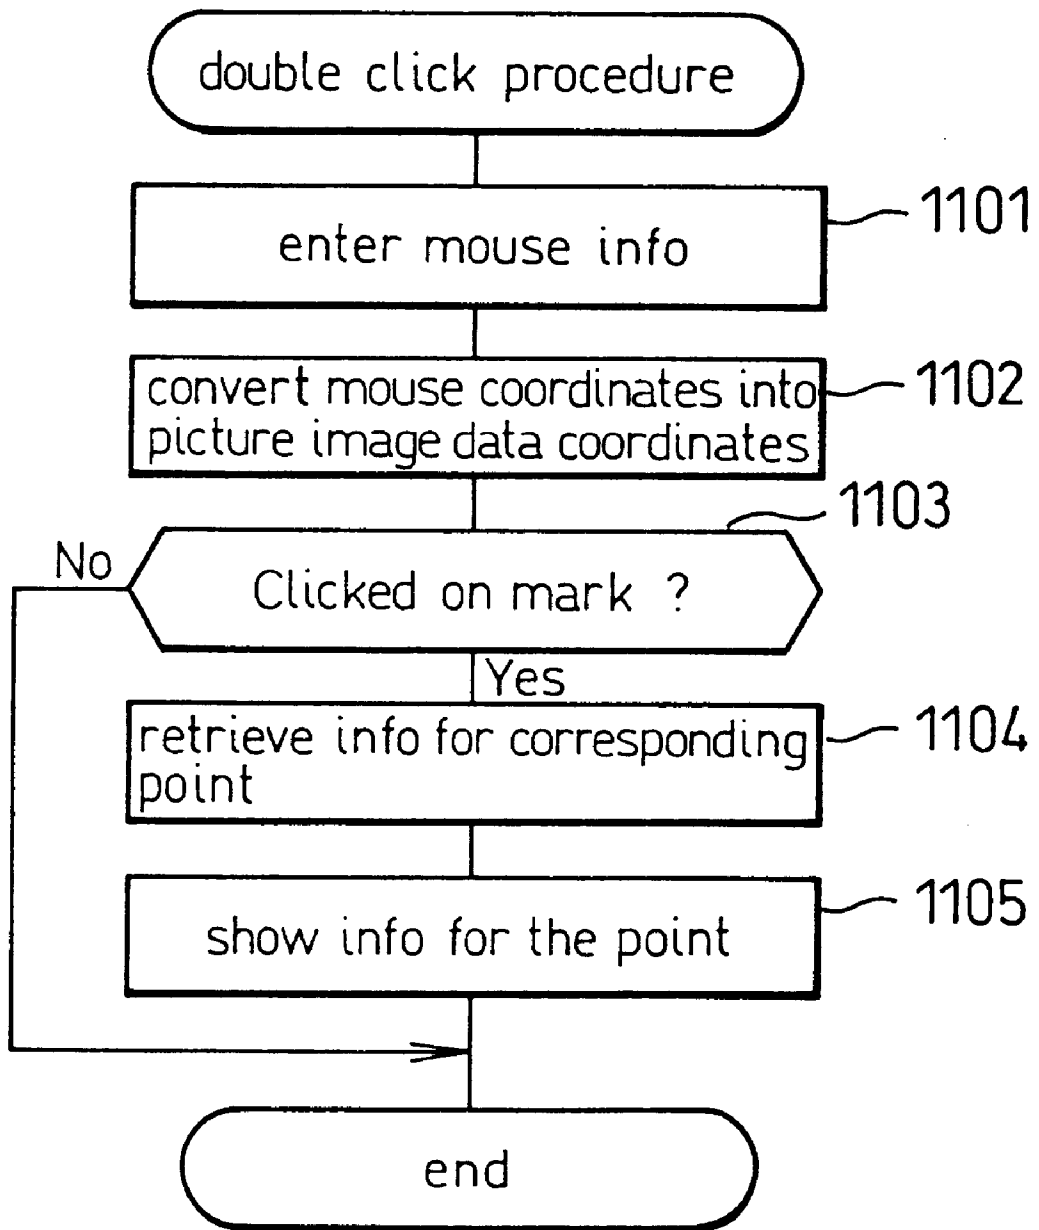 double click procedure
enter mouse info
1101
convert mouse coordinates into
picture image data coordinates
1102
1103
No
Clicked on mark ?
Yes
retrieve info for corresponding
point
1104
show info for the point
1105
end